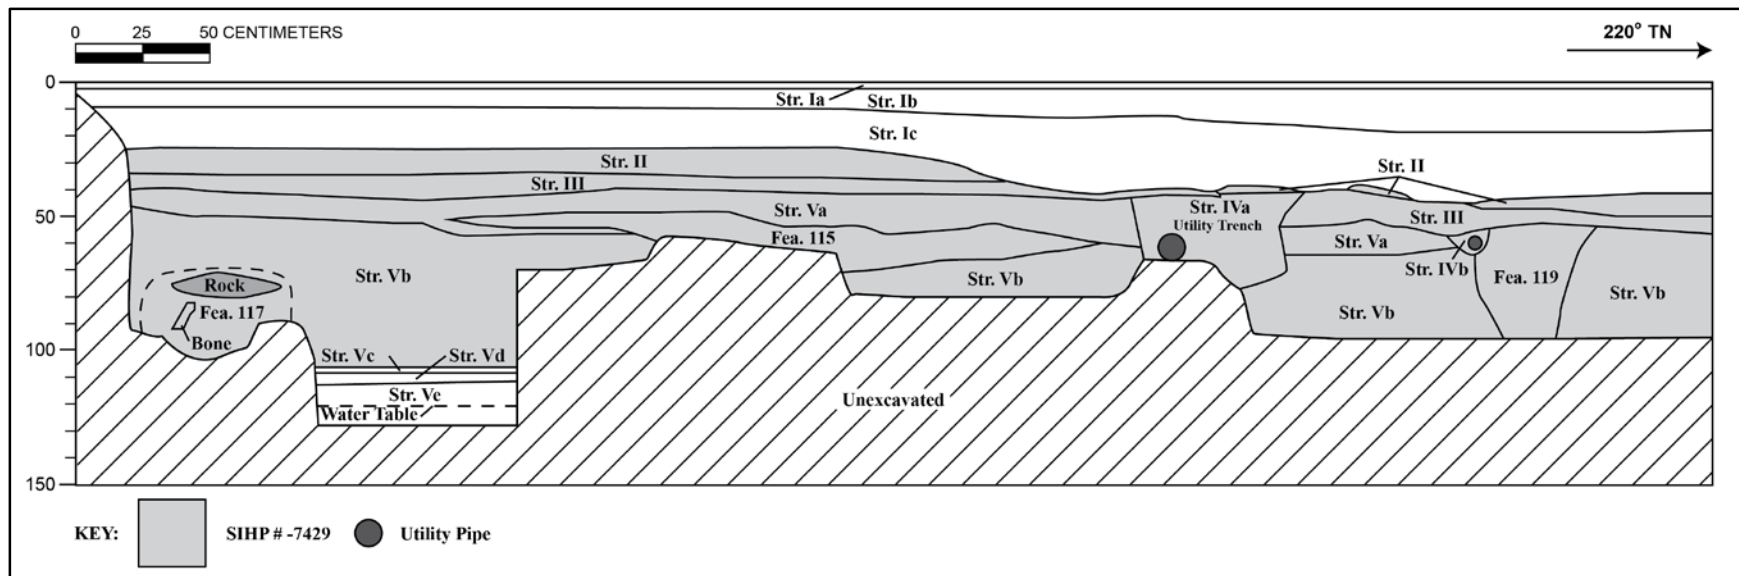 0 25 50 CENTIMETERS
220° TN
0
50
100
150
Str. Ia
Str. Ib
Str. Ic
Str. II
Str. II
Str. III
Str. Va
Str. IVa
Utility Trench
Str. III
Fea. 115
Str. Va
Str. IVb
Str. Vb
Str. Vb
Fea. 119
Str. Vb
Rock
Fea. 117
Str. Vb
Bone
Str. Vc
Str. Vd
Str. Ve
Water Table
Unexcavated
KEY:
SIHP # -7429
Utility Pipe